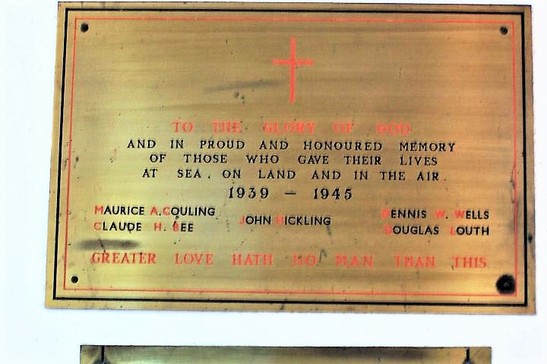 TO THE GLORY OF GOD
AND IN PROUD AND HONOURED MEMORY
OF THOSE WHO GAVE THEIR LIVES
AT SEA, ON LAND AND IN THE AIR
1939 – 1945
MAURICE A. COULING JOHN HICKLING DENNIS W. WELLS
CLAUDE H. BEE DOUGLAS LOUTH
GREATER LOVE HATH NO MAN THAN THIS